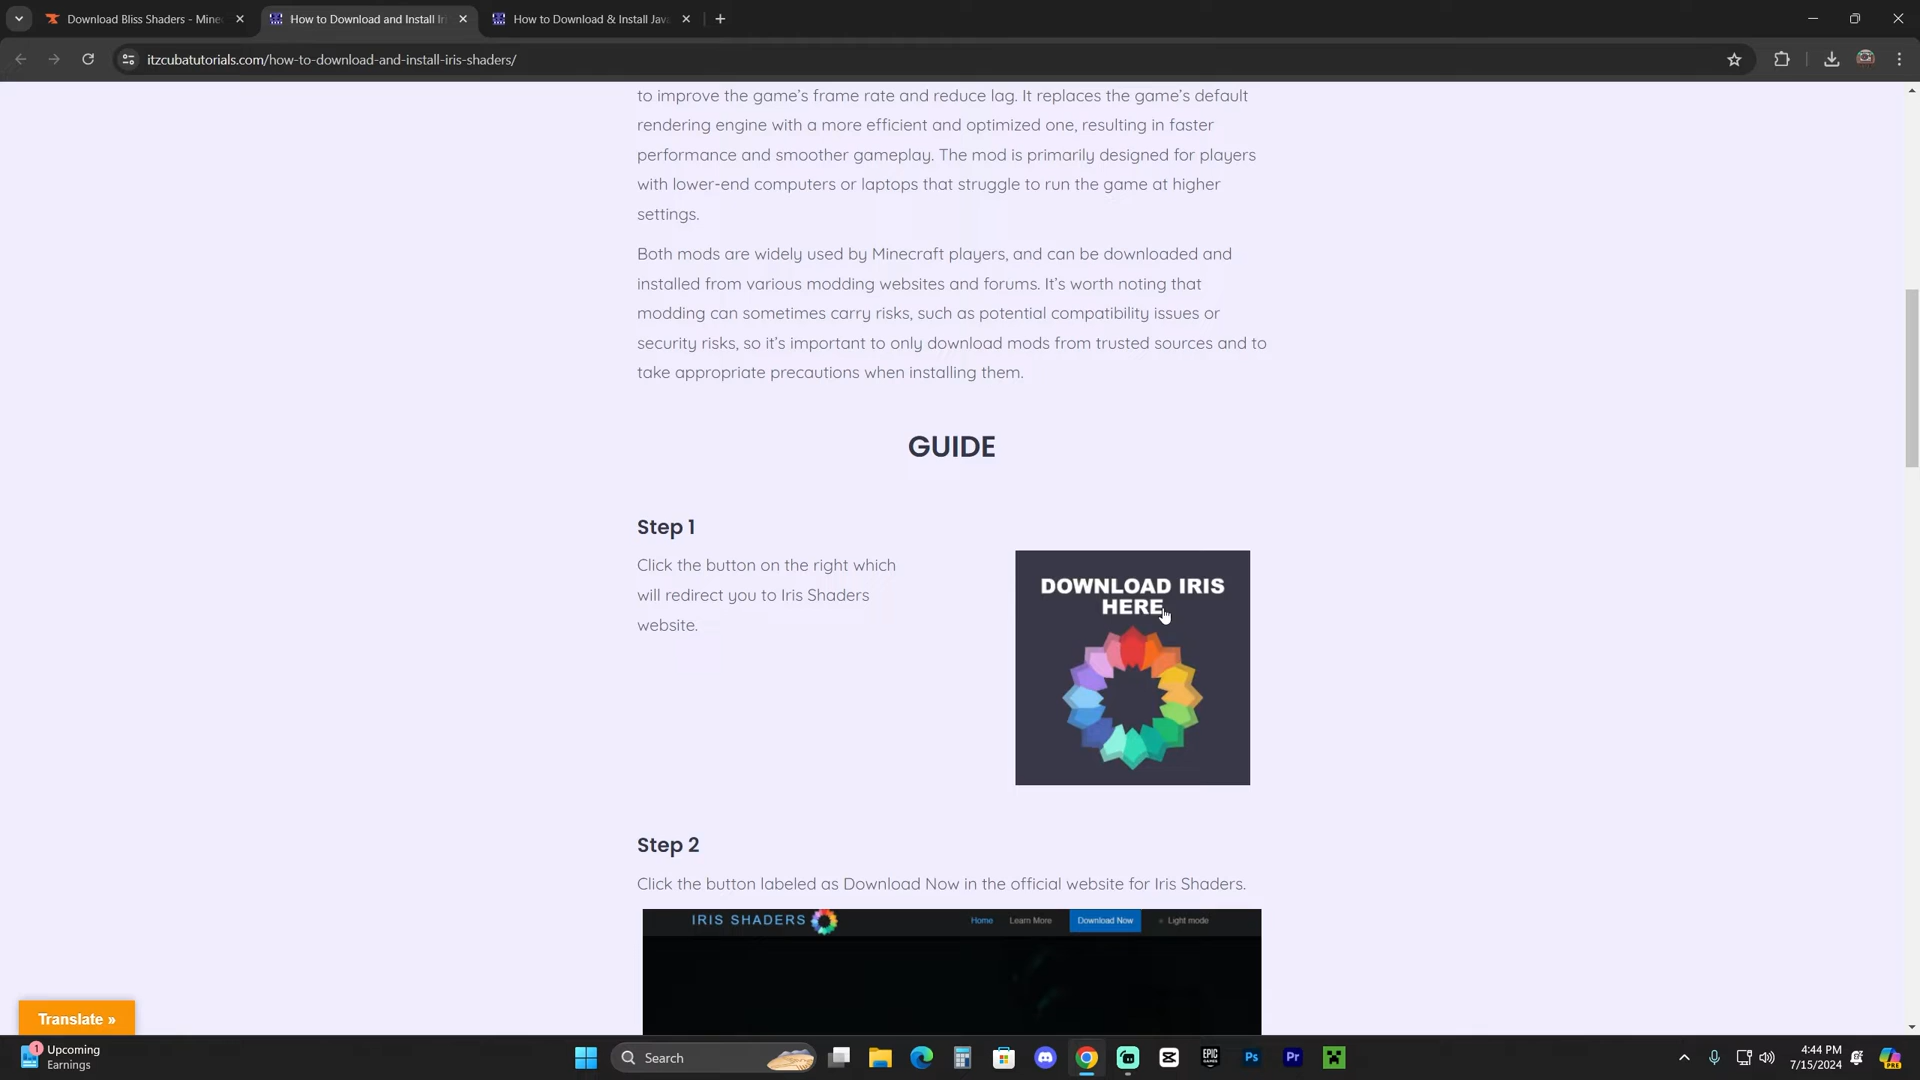 Download Bliss Shaders - Mine
How to Download and Install Iri
How to Download & Install Java
itzcubatutorials.com/how-to-download-and-install-iris-shaders/
to improve the game's frame rate and reduce lag. It replaces the game's default
rendering engine with a more efficient and optimized one, resulting in faster
performance and smoother gameplay. The mod is primarily designed for players
with lower-end computers or laptops that struggle to run the game at higher
settings.
Both mods are widely used by Minecraft players, and can be downloaded and
installed from various modding websites and forums. It's worth noting that
modding can sometimes carry risks, such as potential compatibility issues or
security risks, so it's important to only download mods from trusted sources and to
take appropriate precautions when installing them.
GUIDE
Step 1
Click the button on the right which
will redirect you to Iris Shaders
website.
DOWNLOAD IRIS
HERE
Step 2
Click the button labeled as Download Now in the official website for Iris Shaders.
IRIS SHADERS
Home
Learn More
Download Now
Light mode
Translate »
1
Upcoming
Earnings
Search
EPIC
GAMES
Ps
Pr
4:44 PM
7/15/2024
PRE